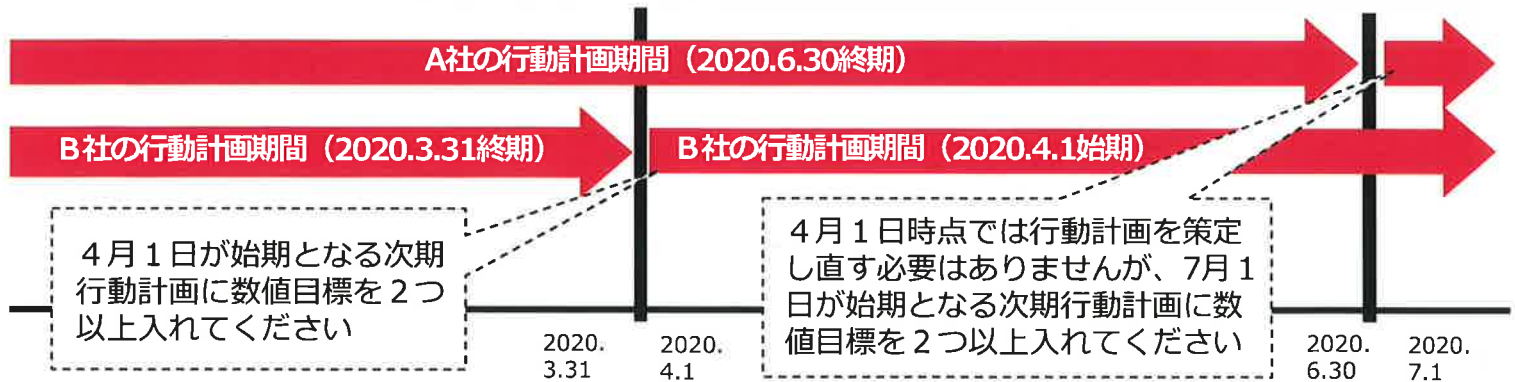 A社の行動計画期間（2020.6.30終期）
B社の行動計画期間（2020.3.31終期）
B社の行動計画期間（2020.4.1始期）
４月１日が始期となる次期
行動計画に数値目標を２つ
以上入れてください
４月１日時点では行動計画を策定
し直す必要はありませんが、7月１
日が始期となる次期行動計画に数
値目標を２つ以上入れてください
2020.
3.31
2020.
4.1
2020.
6.30
2020.
7.1